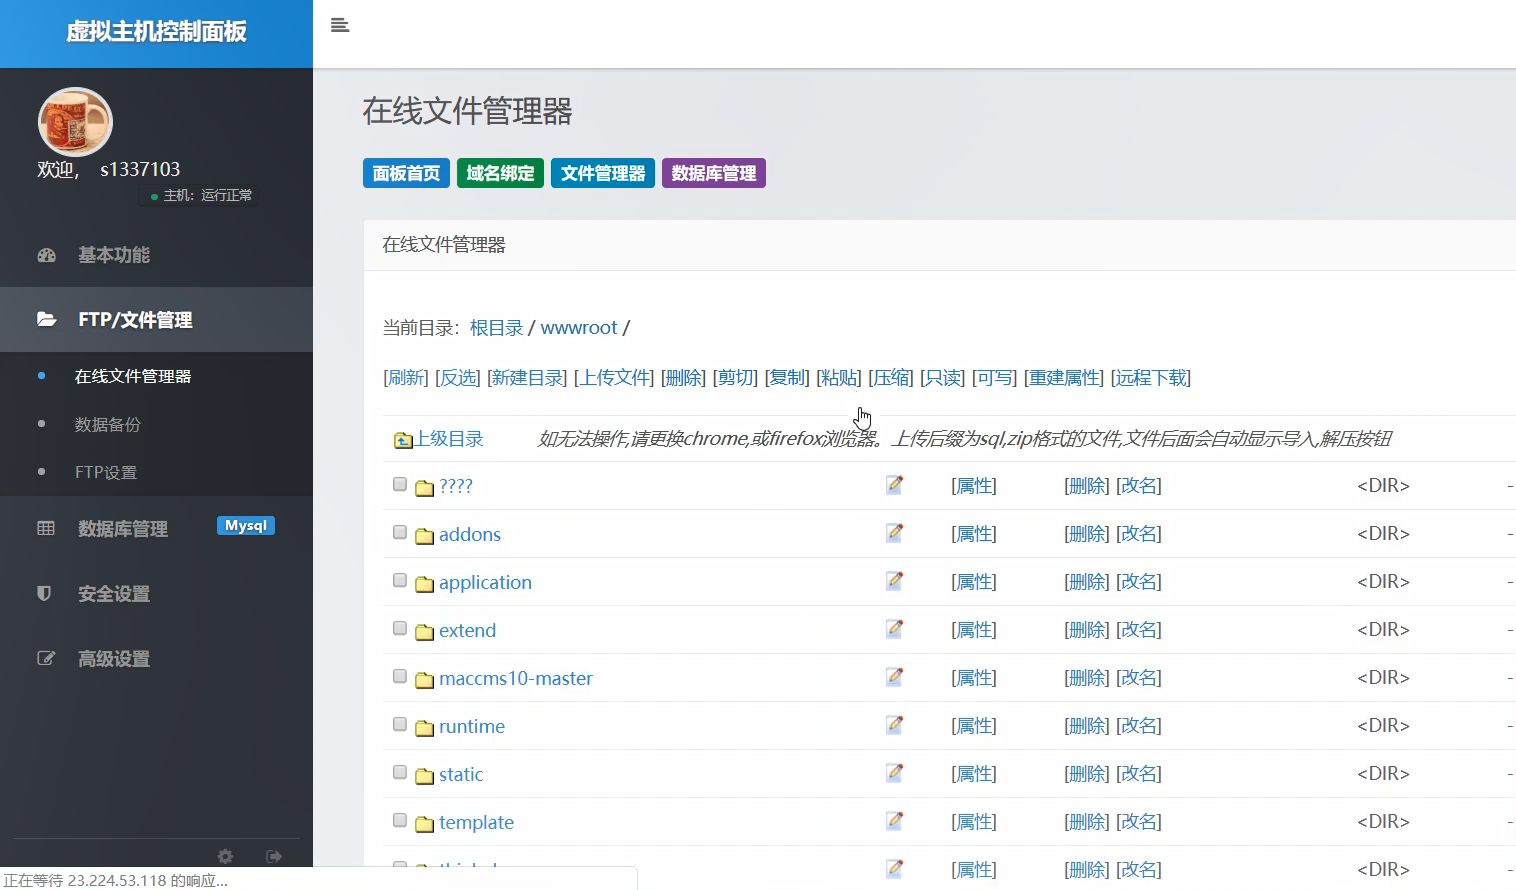 虚拟主机控制面板
欢迎， s1337103
主机：运行正常
基本功能
FTP/文件管理
在线文件管理器
数据备份
FTP设置
数据库管理 Mysql
安全设置
高级设置
在线文件管理器
面板首页 域名绑定 文件管理器 数据库管理
在线文件管理器
当前目录：根目录 / wwwroot /
[刷新] [反选] [新建目录] [上传文件] [删除] [剪切] [复制] [粘贴] [压缩] [只读] [可写] [重建属性] [远程下载]
上级目录 如无法操作,请更换chrome,或firefox浏览器。上传后缀为sql,zip格式的文件,文件后面会自动显示导入,解压按钮
???? [属性] [删除] [改名] <DIR> -
addons [属性] [删除] [改名] <DIR> -
application [属性] [删除] [改名] <DIR> -
extend [属性] [删除] [改名] <DIR> -
maccms10-master [属性] [删除] [改名] <DIR> -
runtime [属性] [删除] [改名] <DIR> -
static [属性] [删除] [改名] <DIR> -
template [属性] [删除] [改名] <DIR> -
[属性] [删除] [改名] <DIR> -
正在等待 23.224.53.118 的响应...